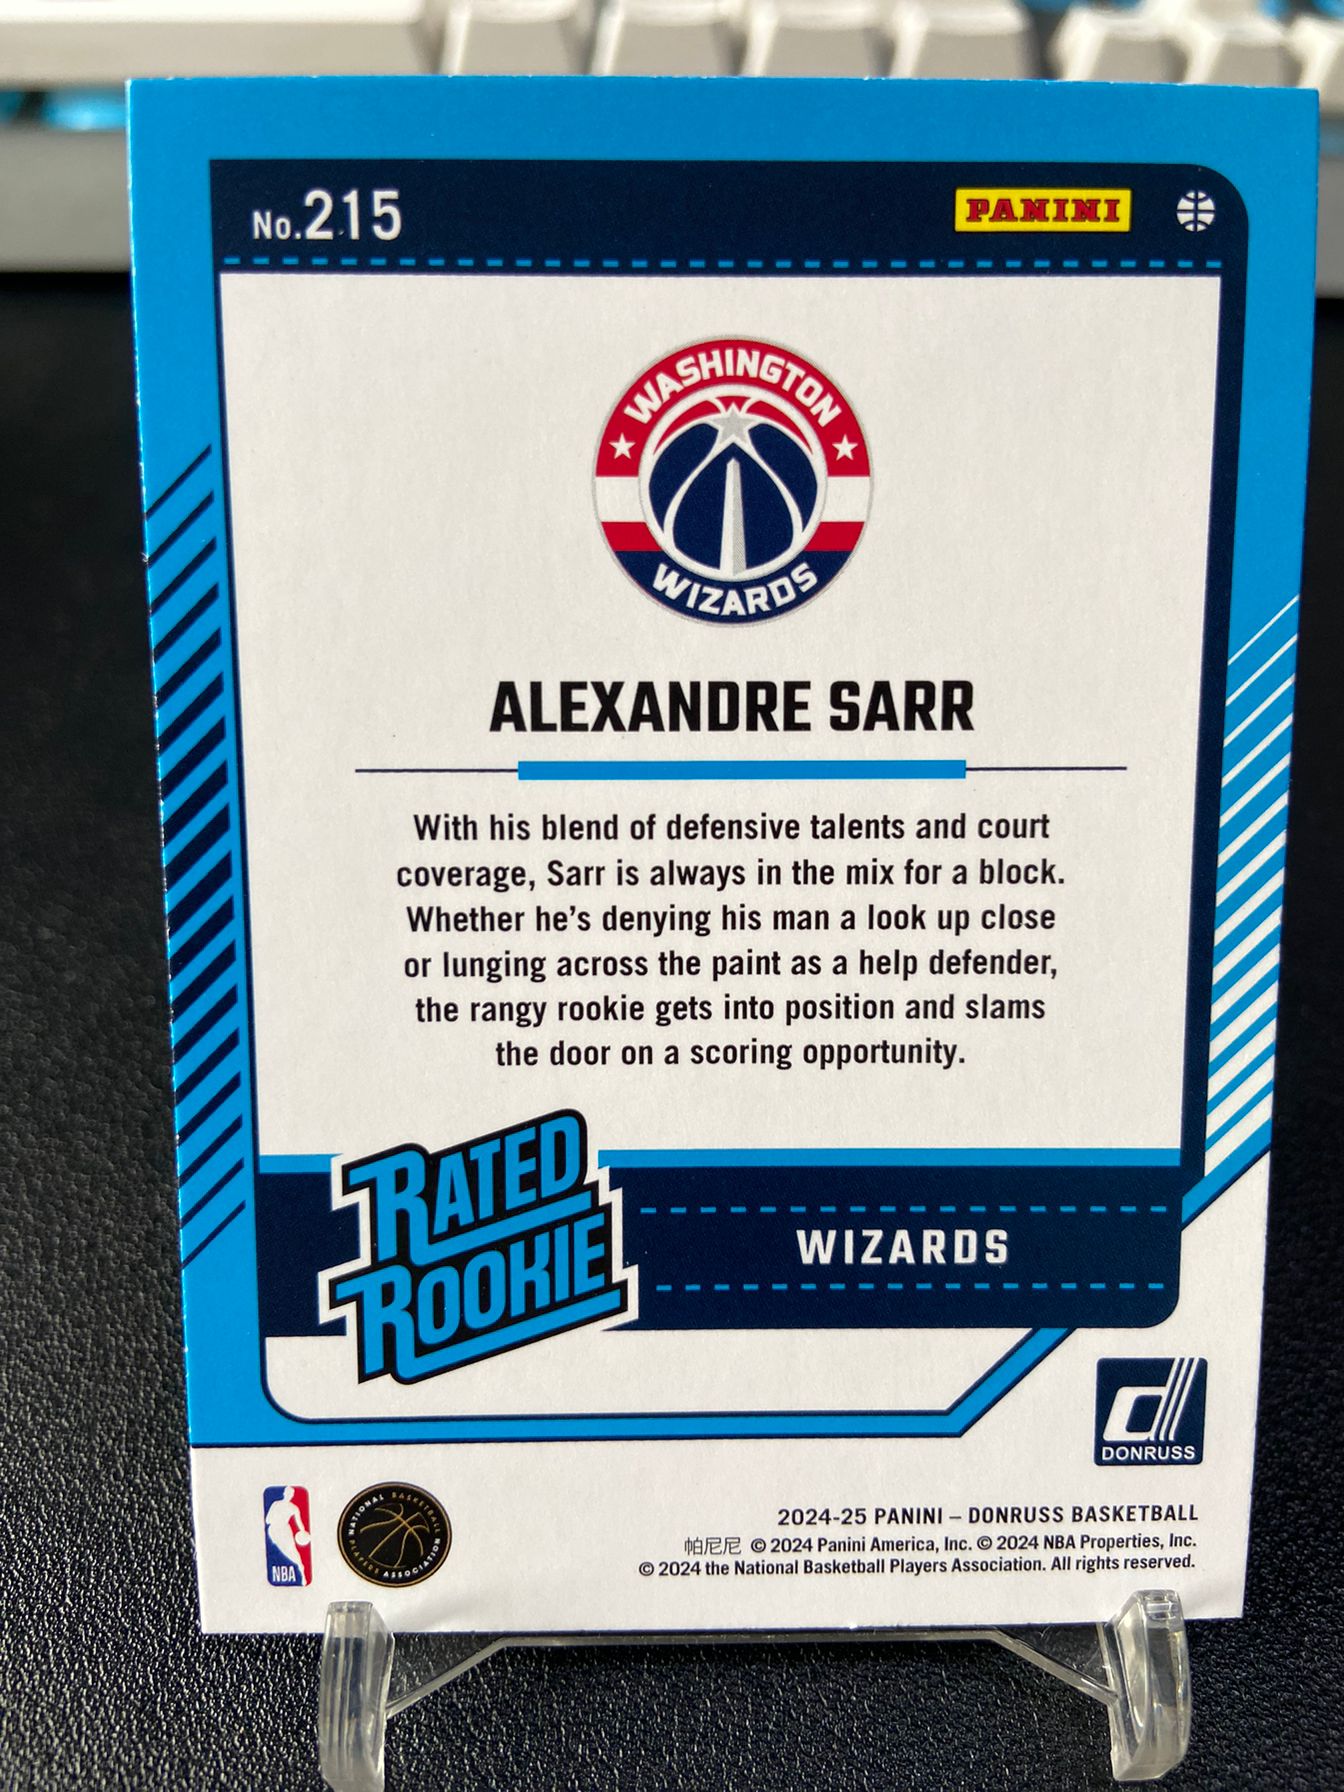 No.215
PANINI
WASHINGTON
WIZARDS
ALEXANDRE SARR
With his blend of defensive talents and court
coverage, Sarr is always in the mix for a block.
Whether he's denying his man a look up close
or lunging across the paint as a help defender,
the rangy rookie gets into position and slams
the door on a scoring opportunity.
RATED
ROOKIE
WIZARDS
DONRUSS
NBA
NATIONAL BASKETBALL
PLAYERS ASSOCIATION
2024-25 PANINI – DONRUSS BASKETBALL
帕尼尼 © 2024 Panini America, Inc. © 2024 NBA Properties, Inc.
© 2024 the National Basketball Players Association. All rights reserved.